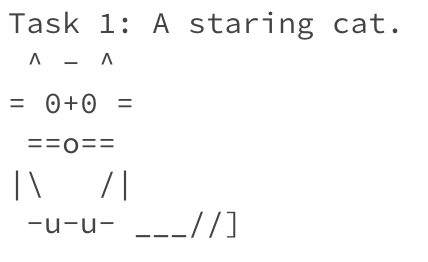 Task 1: A staring cat.
 ^ – ^
= 0+0 =
 ==o==
|\   /|
 -u-u- ___//]